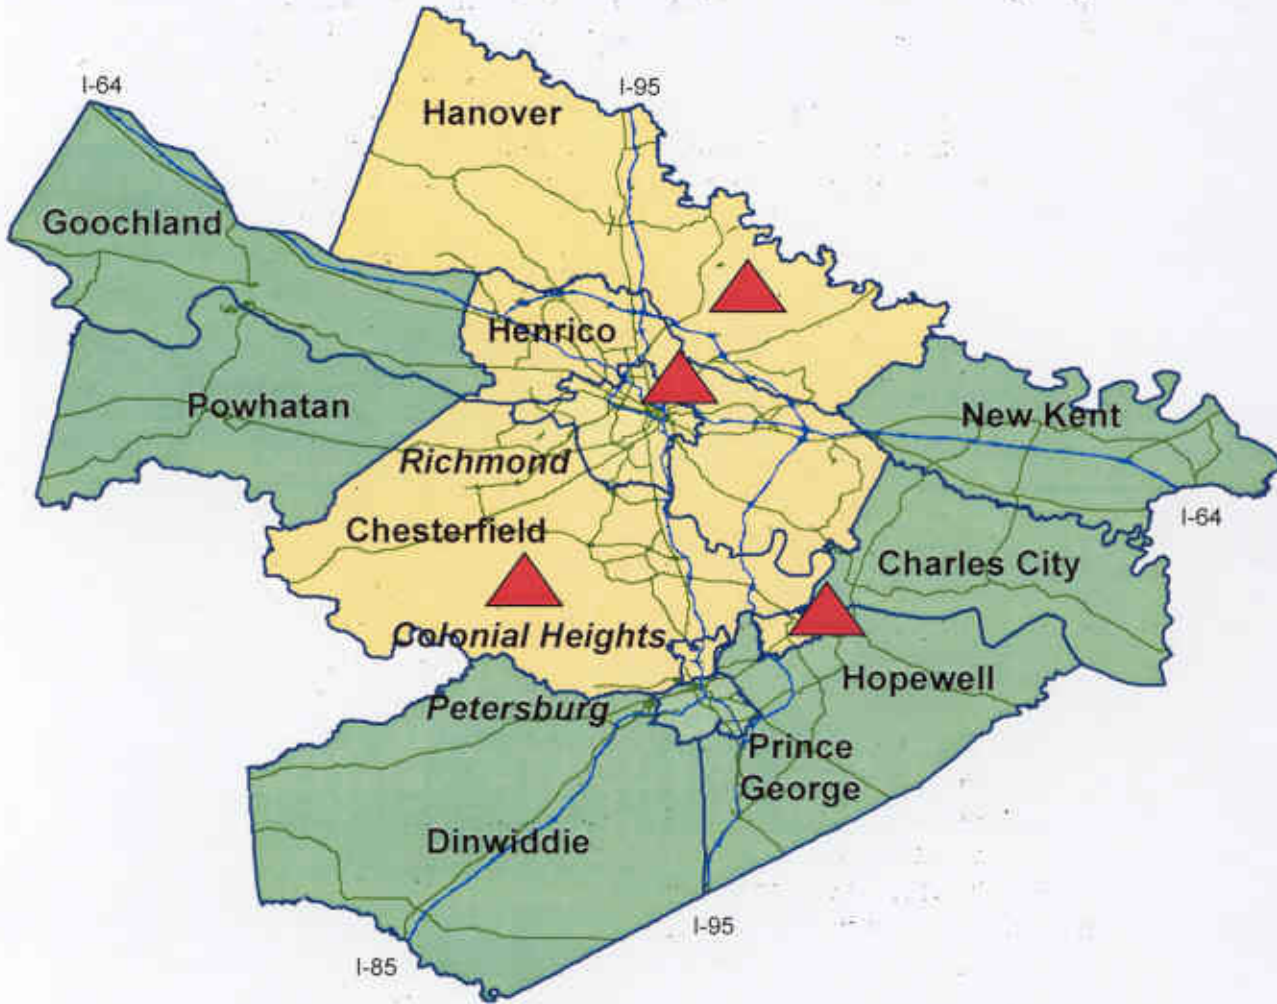 I-64
I-95
Hanover
Goochland
Henrico
Powhatan
New Kent
Richmond
I-64
Chesterfield
Charles City
Colonial Heights
Hopewell
Petersburg
Prince
George
Dinwiddie
I-95
I-85